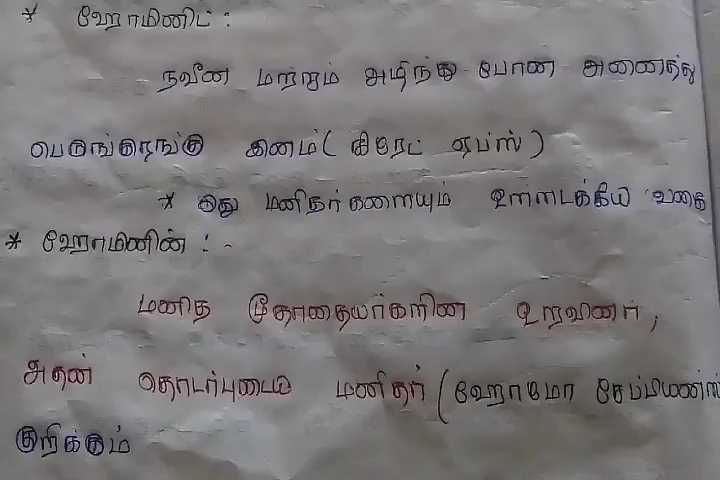 * ஹோமினிட் :
நவீன மற்றும் அழிந்து போன அனைத்து
பெருங்குரங்கு இனம் ( கிரேட் ஏப்ஸ் )
* இது மனிதர்களையும் உள்ளடக்கிய வகை
* ஹோமினின் : -
மனித மூதாதையர்களின் உறவினர்,
அதன் தொடர்புடைய மனிதர் (ஹோமோ சேப்பியன்ஸ்
குறிக்கும்